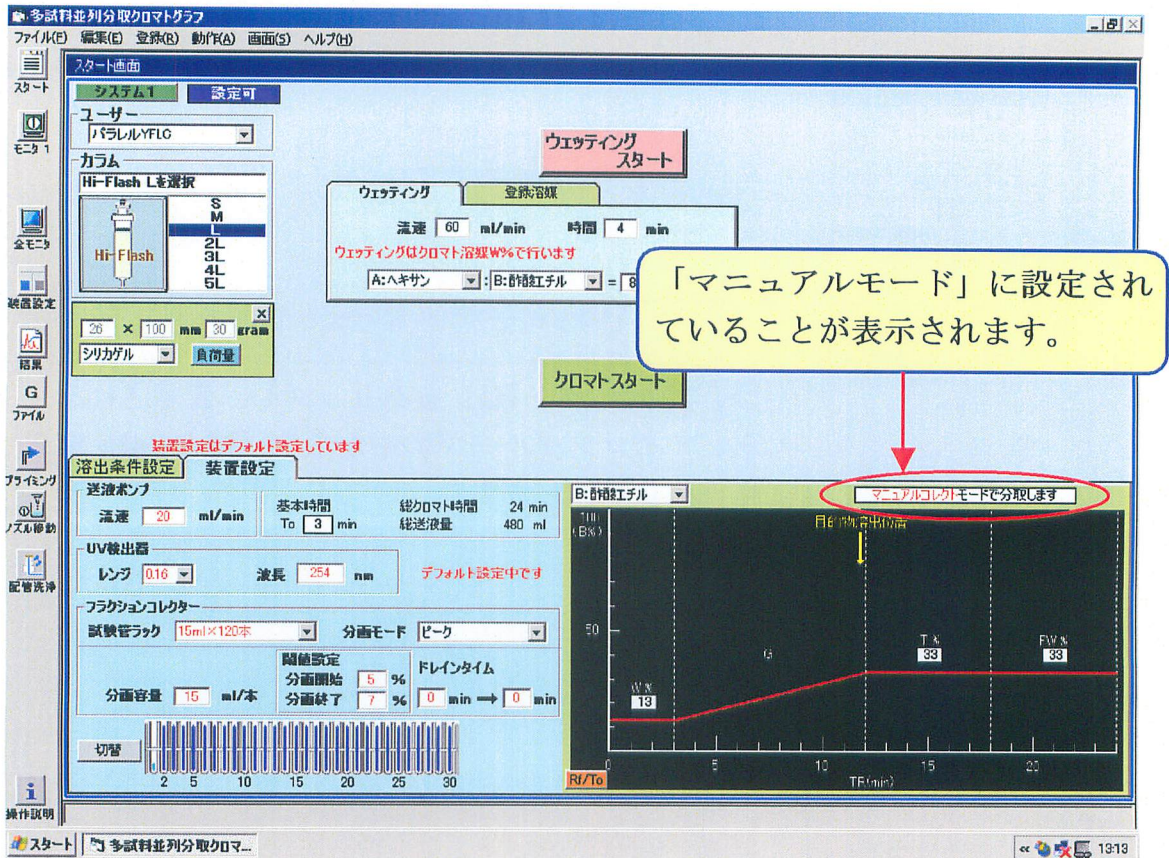 多試料並列分取クロマトグラフ
ファイル(F) 編集(E) 登録(R) 動作(A) 画面(S) ヘルプ(H)
スタート
モニタ 1
全モニタ
装置設定
結果
G
ファイル
プライミング
ノズル移動
配管洗浄
i
操作説明
スタート画面
システム1 設定可
ユーザー
パラレルYFLC
カラム
Hi-Flash Lを選択
Hi-Flash
S
M
L
2L
3L
4L
5L
26 × 100 mm 30 gram
シリカゲル 負荷量
ウェッティング
スタート
ウェッティング 登録溶媒
流速 60 ml/min 時間 4 min
ウェッティングはクロマト溶媒W%で行います
A:ヘキサン : B:酢酸エチル = 8
「マニュアルモード」に設定され
ていることが表示されます。
クロマトスタート
装置設定はデフォルト設定しています
溶出条件設定 装置設定
送液ポンプ
流速 20 ml/min
基本時間
To 3 min
総クロマト時間 24 min
総送液量 480 ml
UV検出器
レンジ 0.16 波長 254 nm デフォルト設定中です
フラクションコレクター
試験管ラック 15ml×120本 分画モード ピーク
分画容量 15 ml/本
閾値設定
分画開始 5 %
分画終了 7 %
ドレインタイム
0 min → 0 min
切替
2 5 10 15 20 25 30
B:酢酸エチル マニュアルコレクトモードで分取します
100
(B%)
目的物溶出位置
50
G
W %
13
T %
33
FW %
33
0 5 10 15 20
TR(min)
Rf/To
スタート 多試料並列分取クロマ... « 13:13